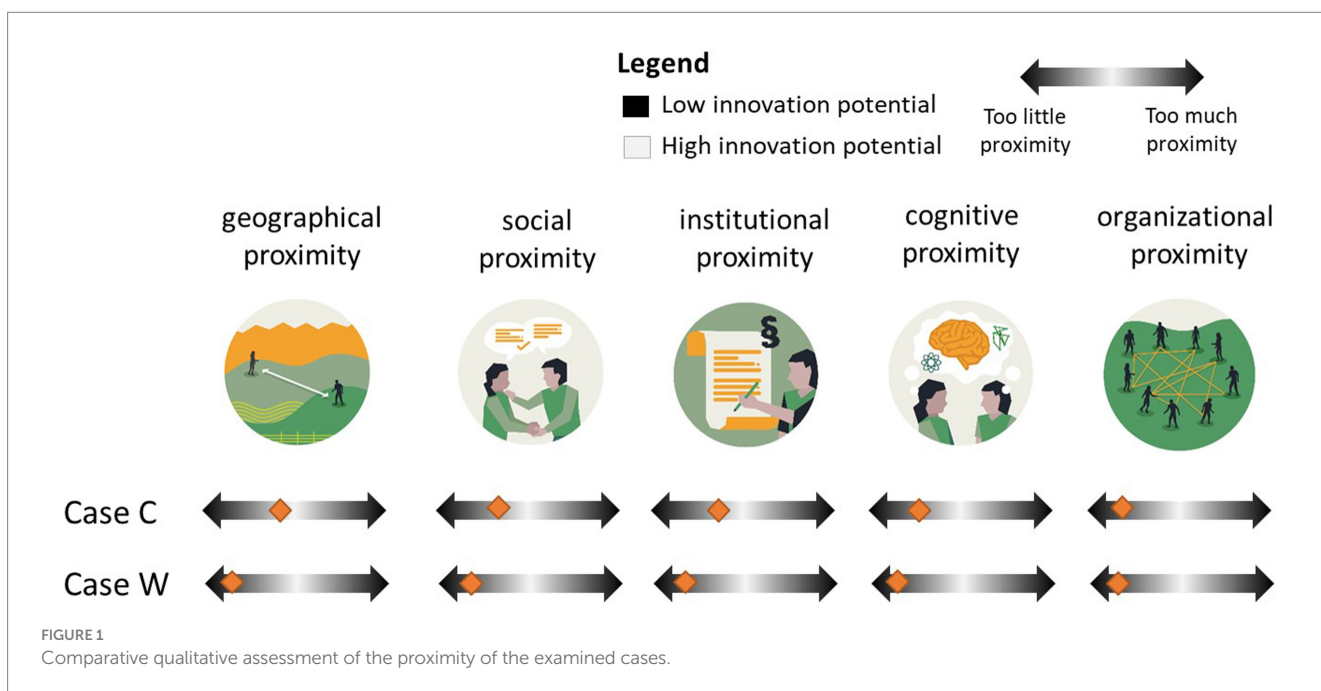 Legend
Low innovation potential
High innovation potential
Too little
proximity
Too much
proximity
geographical
proximity
social
proximity
institutional
proximity
cognitive
proximity
organizational
proximity
§
Case C
Case W
FIGURE 1
Comparative qualitative assessment of the proximity of the examined cases.